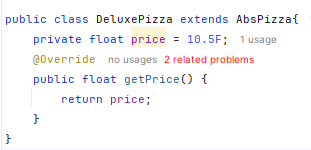 public class DeluxePizza extends AbsPizza{
    private float price = 10.5F;  1 usage
    @Override  no usages  2 related problems
    public float getPrice() {
        return price;
    }
}